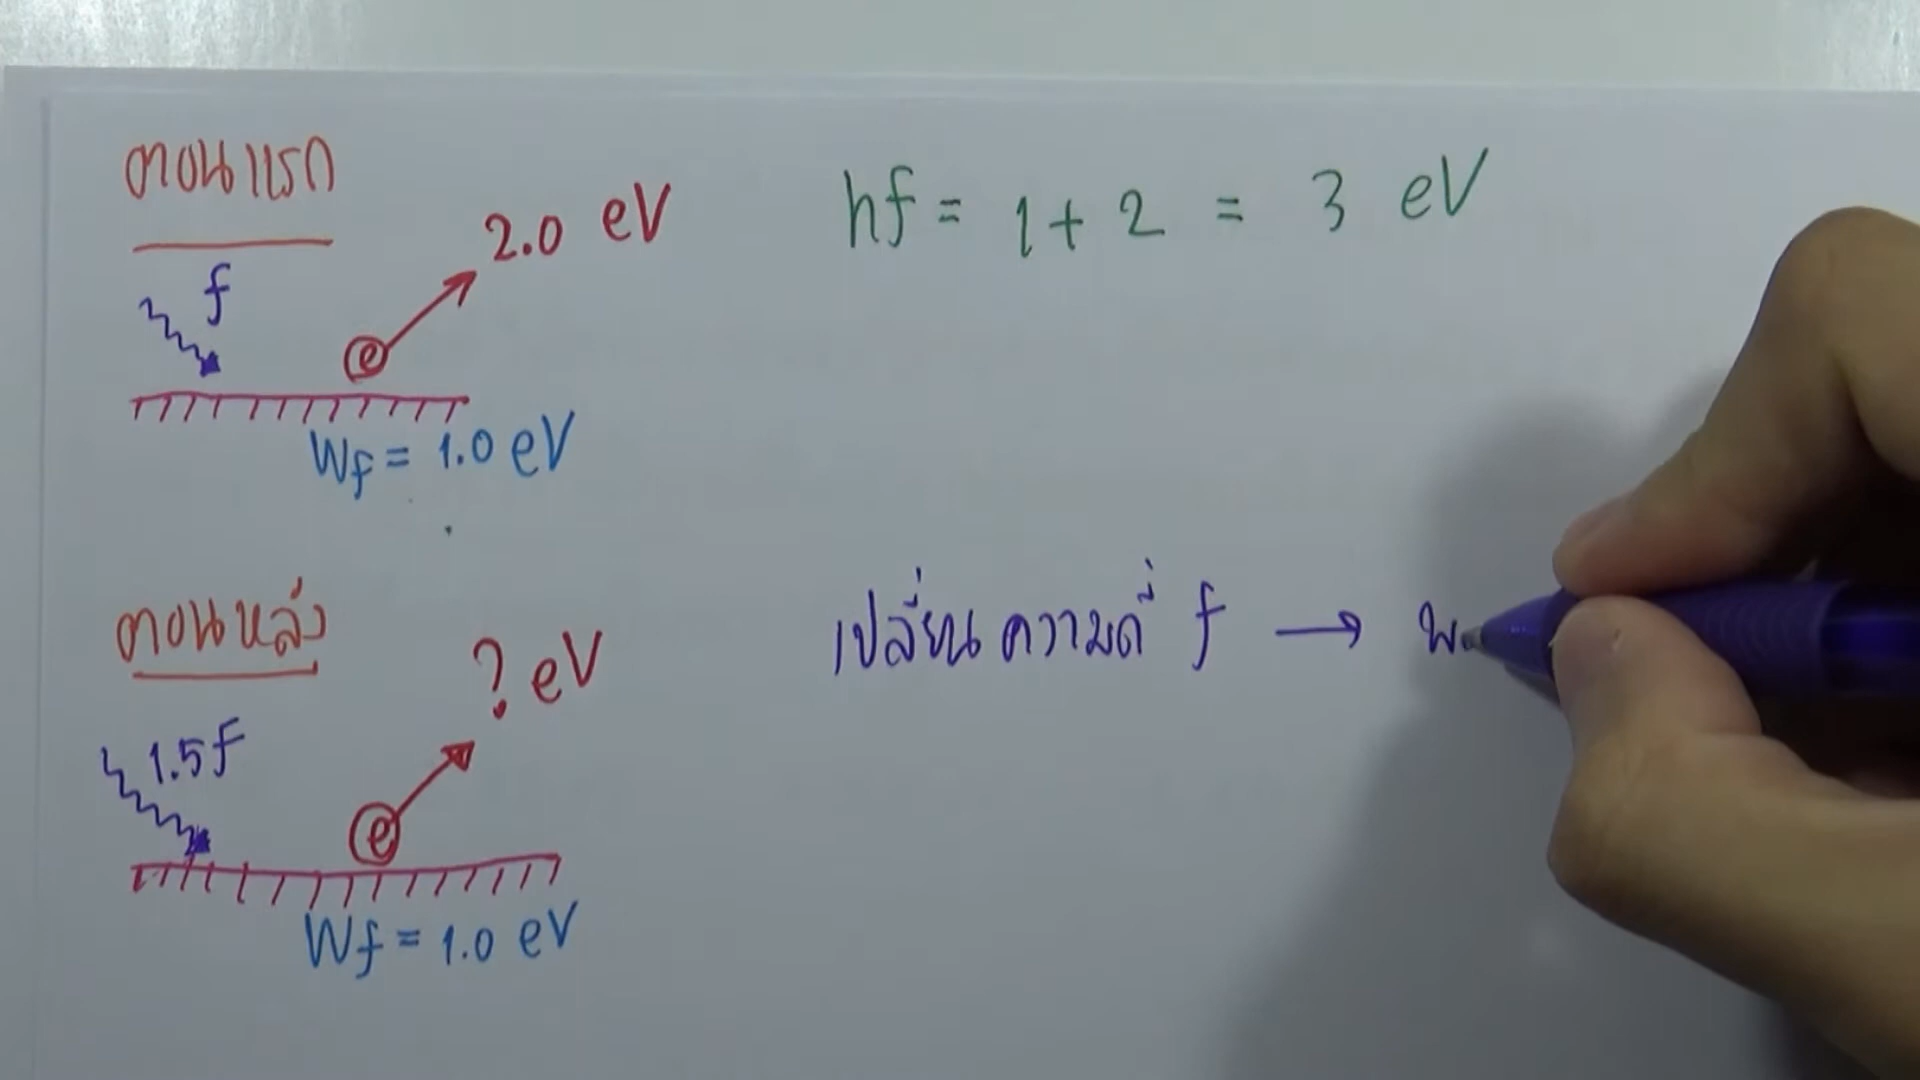 ตอนแรก
f
2.0 eV
e
Wf = 1.0 eV
hf = 1 + 2 = 3 eV
ตอนหลัง
1.5f
? eV
e
Wf = 1.0 eV
เปลี่ยนความถี่ f →